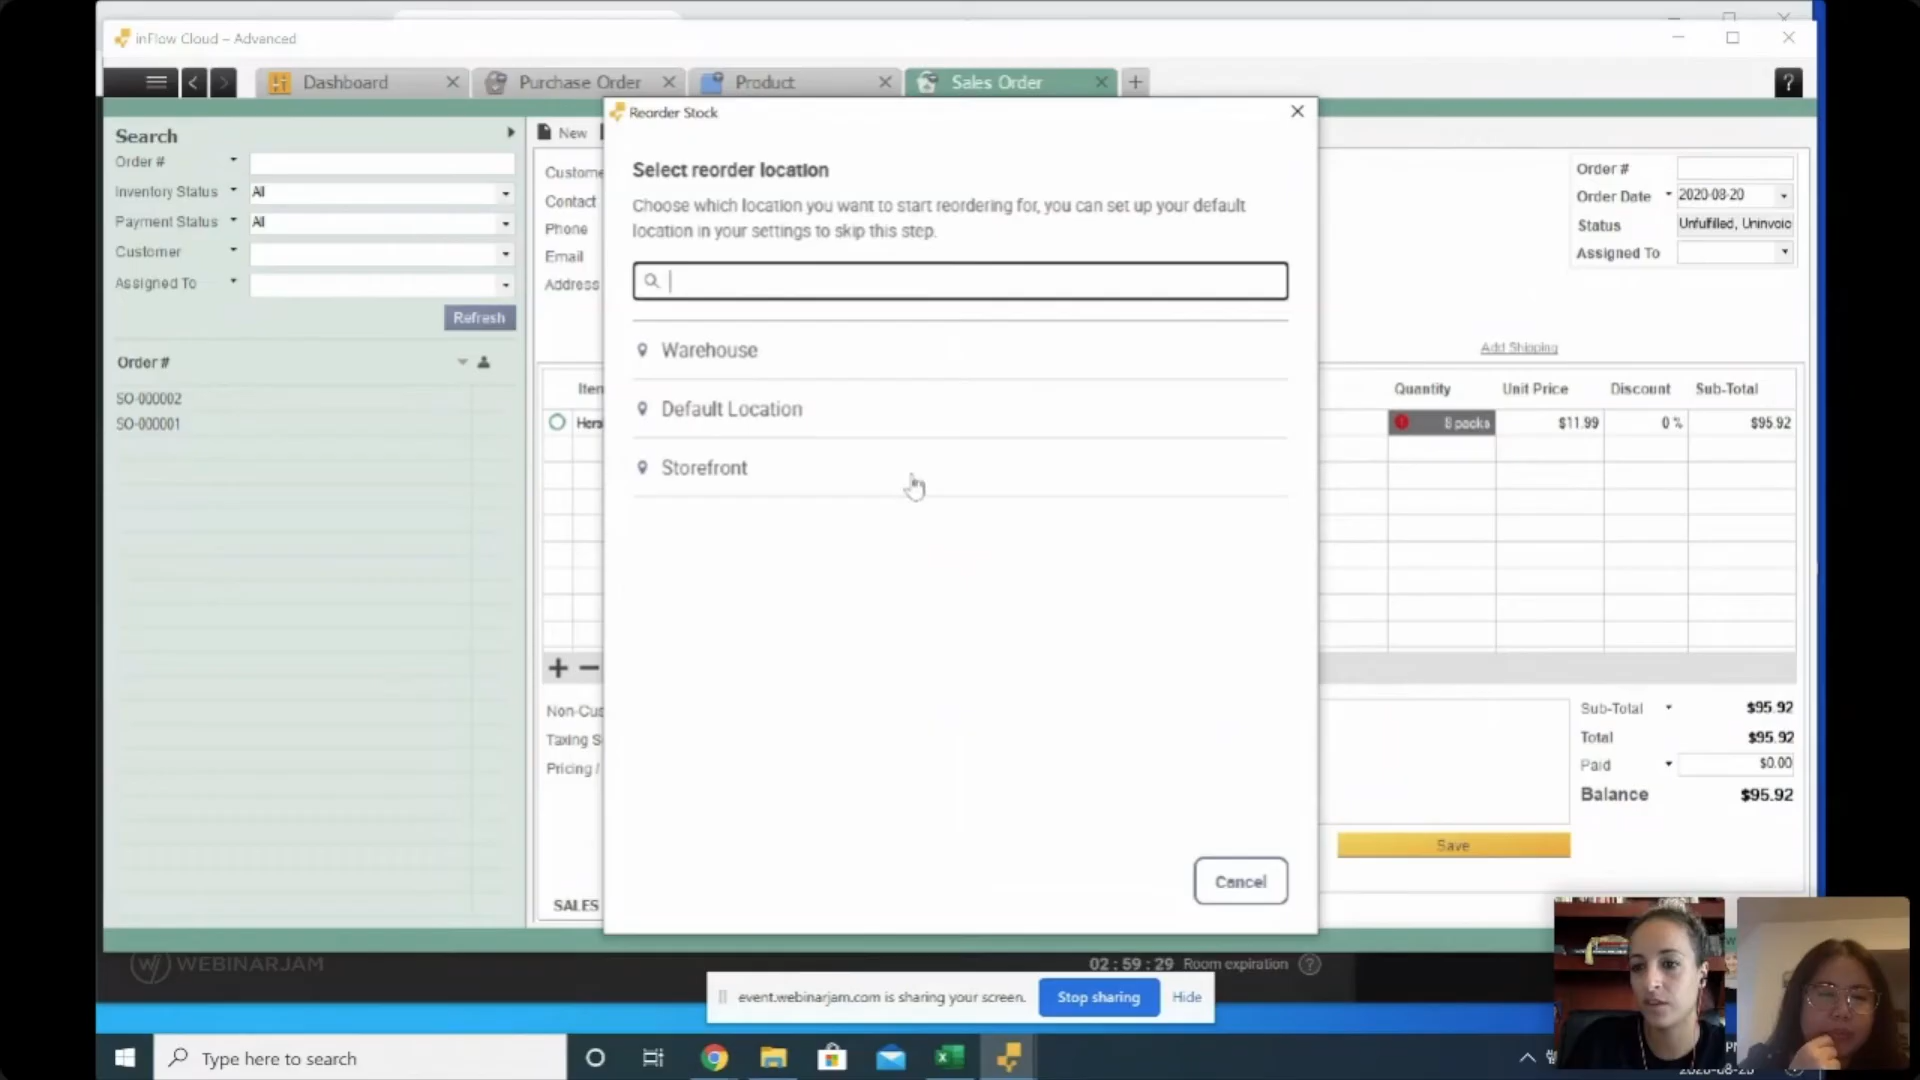 inFlow Cloud – Advanced
Dashboard
Purchase Order
Product
Sales Order
?
Search
Order #
Inventory Status
All
Payment Status
All
Customer
Assigned To
Refresh
Order #
SO-000002
SO-000001
New
Custome
Contact
Phone
Email
Address
Reorder Stock
Select reorder location
Choose which location you want to start reordering for, you can set up your default
location in your settings to skip this step.
Warehouse
Default Location
Storefront
Cancel
Order #
Order Date
2020-08-20
Status
Unfulfilled, Uninvoic
Assigned To
Add Shipping
Quantity
Unit Price
Discount
Sub-Total
8 packs
$11.99
0 %
$95.92
Non-Cus
Taxing S
Pricing /
SALES
Sub-Total
$95.92
Total
$95.92
Paid
$0.00
Balance
$95.92
Save
WEBINARJAM
02 : 59 : 29 Room expiration ?
event.webinarjam.com is sharing your screen.
Stop sharing
Hide
Type here to search